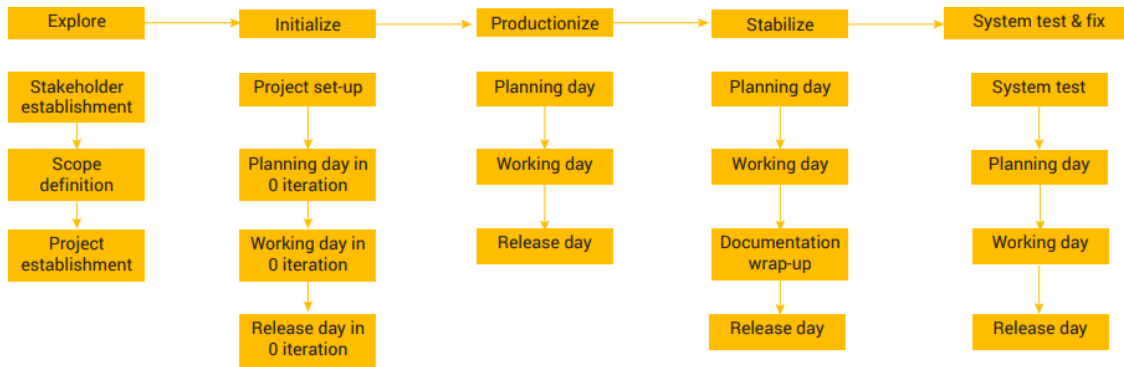 Explore
Initialize
Productionize
Stabilize
System test & fix
Stakeholder
establishment
Scope
definition
Project
establishment
Project set-up
Planning day in
0 iteration
Working day in
0 iteration
Release day in
0 iteration
Planning day
Working day
Release day
Planning day
Working day
Documentation
wrap-up
Release day
System test
Planning day
Working day
Release day